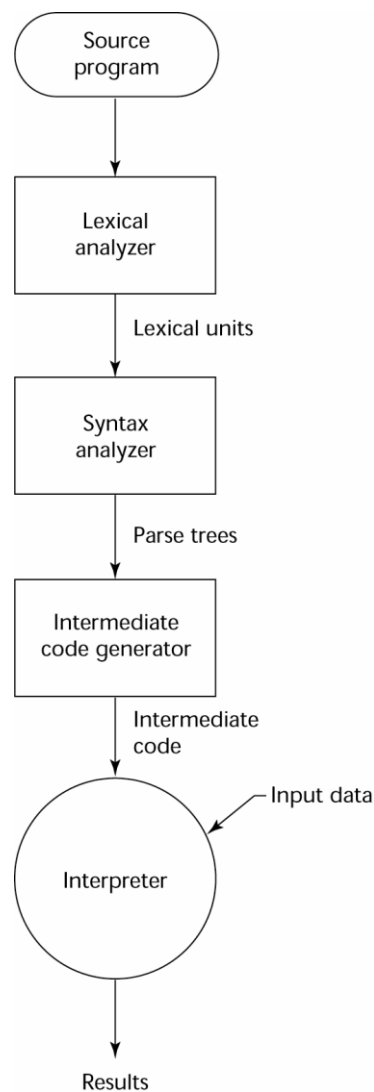 Source
program
Lexical
analyzer
Lexical units
Syntax
analyzer
Parse trees
Intermediate
code generator
Intermediate
code
Input data
Interpreter
Results